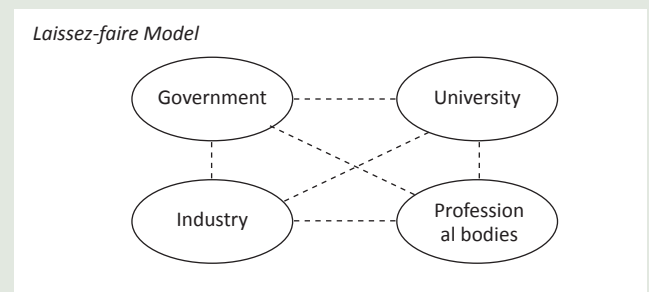 Laissez-faire Model
Government
University
Industry
Profession
al bodies